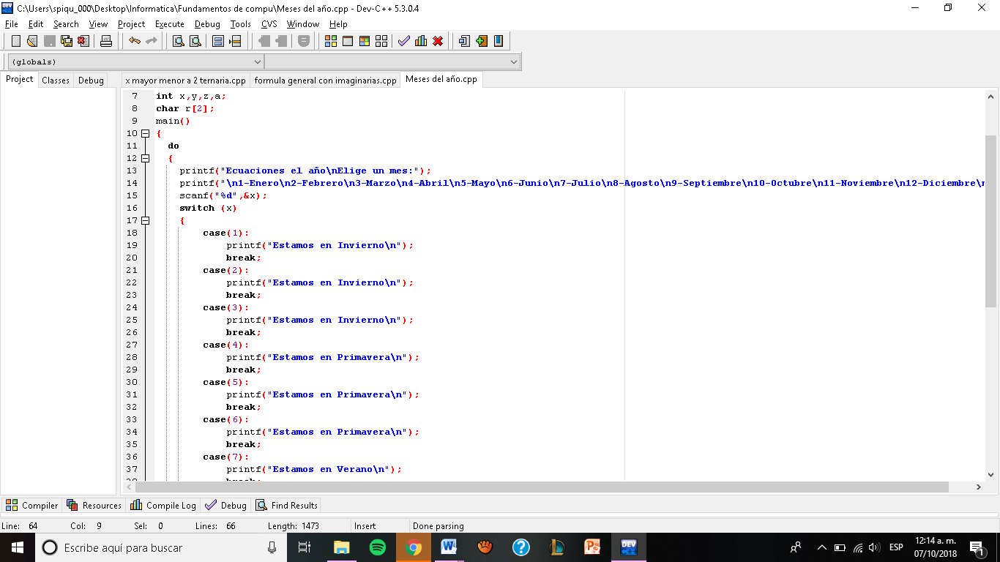 C:\Users\spiqu_000\Desktop\Informatica\Fundamentos de compu\Meses del año.cpp - Dev-C++ 5.3.0.4
File Edit Search View Project Execute Debug Tools CVS Window Help
(globals)
Project Classes Debug
x mayor menor a 2 ternaria.cpp formula general con imaginarias.cpp Meses del año.cpp
7 int x,y,z,a;
8 char r[2];
9 main()
10 {
11 do
12 {
13 printf("Ecuaciones el año\nElige un mes:");
14 printf("\n1-Enero\n2-Febrero\n3-Marzo\n4-Abril\n5-Mayo\n6-Junio\n7-Julio\n8-Agosto\n9-Septiembre\n10-Octubre\n11-Noviembre\n12-Diciembre\n
15 scanf("%d",&x);
16 switch (x)
17 {
18 case(1):
19 printf("Estamos en Invierno\n");
20 break;
21 case(2):
22 printf("Estamos en Invierno\n");
23 break;
24 case(3):
25 printf("Estamos en Invierno\n");
26 break;
27 case(4):
28 printf("Estamos en Primavera\n");
29 break;
30 case(5):
31 printf("Estamos en Primavera\n");
32 break;
33 case(6):
34 printf("Estamos en Primavera\n");
35 break;
36 case(7):
37 printf("Estamos en Verano\n");
38 break;
Compiler Resources Compile Log Debug Find Results
Line: 64 Col: 9 Sel: 0 Lines: 66 Length: 1473 Insert Done parsing
Escribe aquí para buscar
ESP
12:14 a. m.
07/10/2018
1